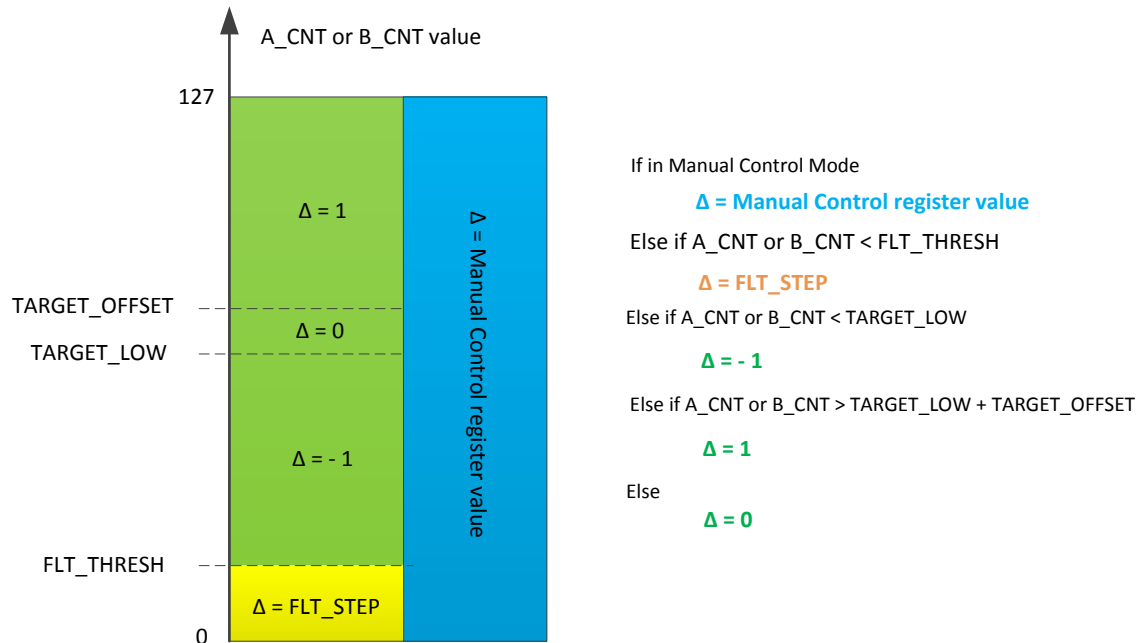 A_CNT or B_CNT value
127
Δ = 1
TARGET_OFFSET
Δ = 0
TARGET_LOW
Δ = - 1
FLT_THRESH
Δ = FLT_STEP
0
Δ = Manual Control register value
If in Manual Control Mode
Δ = Manual Control register value
Else if A_CNT or B_CNT < FLT_THRESH
Δ = FLT_STEP
Else if A_CNT or B_CNT < TARGET_LOW
Δ = - 1
Else if A_CNT or B_CNT > TARGET_LOW + TARGET_OFFSET
Δ = 1
Else
Δ = 0